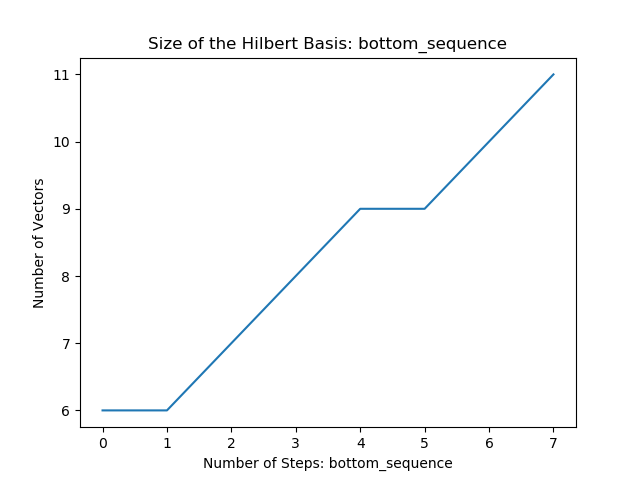 Size of the Hilbert Basis: bottom_sequence
Number of Vectors
11
10
9
8
7
6
0 1 2 3 4 5 6 7
Number of Steps: bottom_sequence